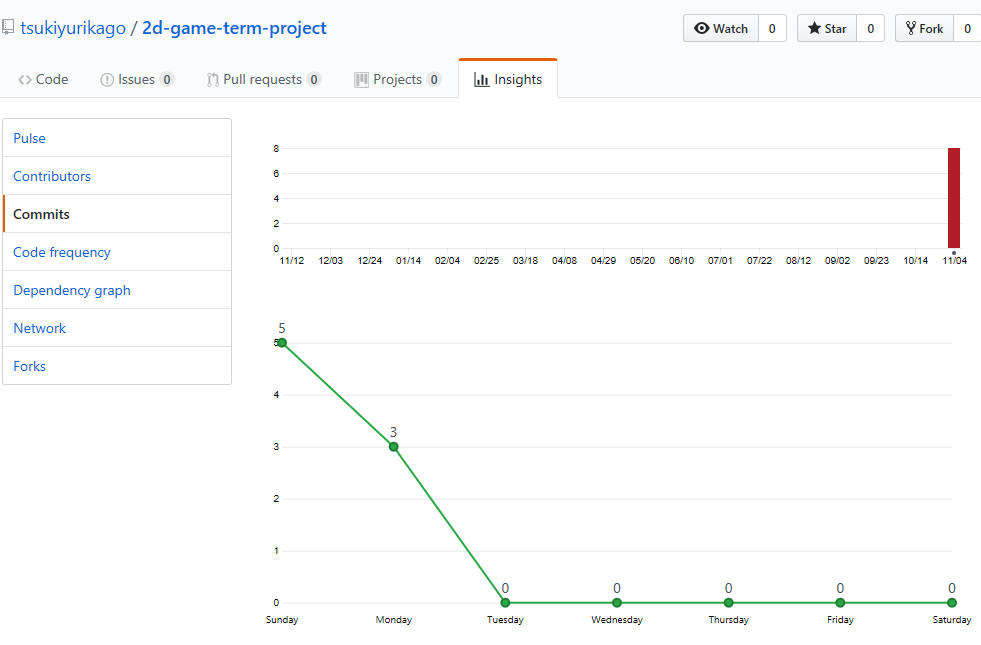 tsukiyurikago / 2d-game-term-project
Watch 0 Star 0 Fork 0
Code Issues 0 Pull requests 0 Projects 0 Insights
Pulse
Contributors
Commits
Code frequency
Dependency graph
Network
Forks
8
6
4
2
0
11/12 12/03 12/24 01/14 02/04 02/25 03/18 04/08 04/29 05/20 06/10 07/01 07/22 08/12 09/02 09/23 10/14 11/04
5
5
4
3
3
2
1
0 0 0 0 0
0
Sunday Monday Tuesday Wednesday Thursday Friday Saturday